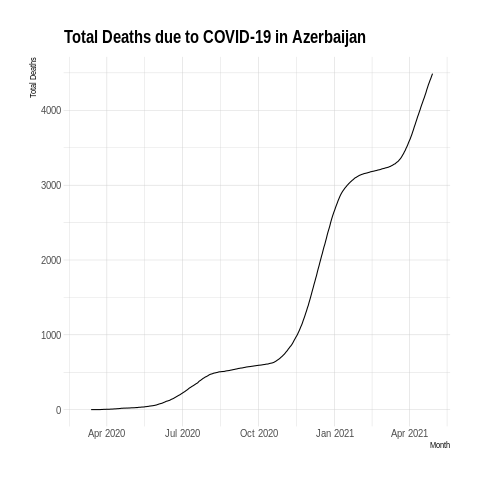 Total Deaths due to COVID-19 in Azerbaijan
Total Deaths
4000
3000
2000
1000
0
Apr 2020 Jul 2020 Oct 2020 Jan 2021 Apr 2021
Month